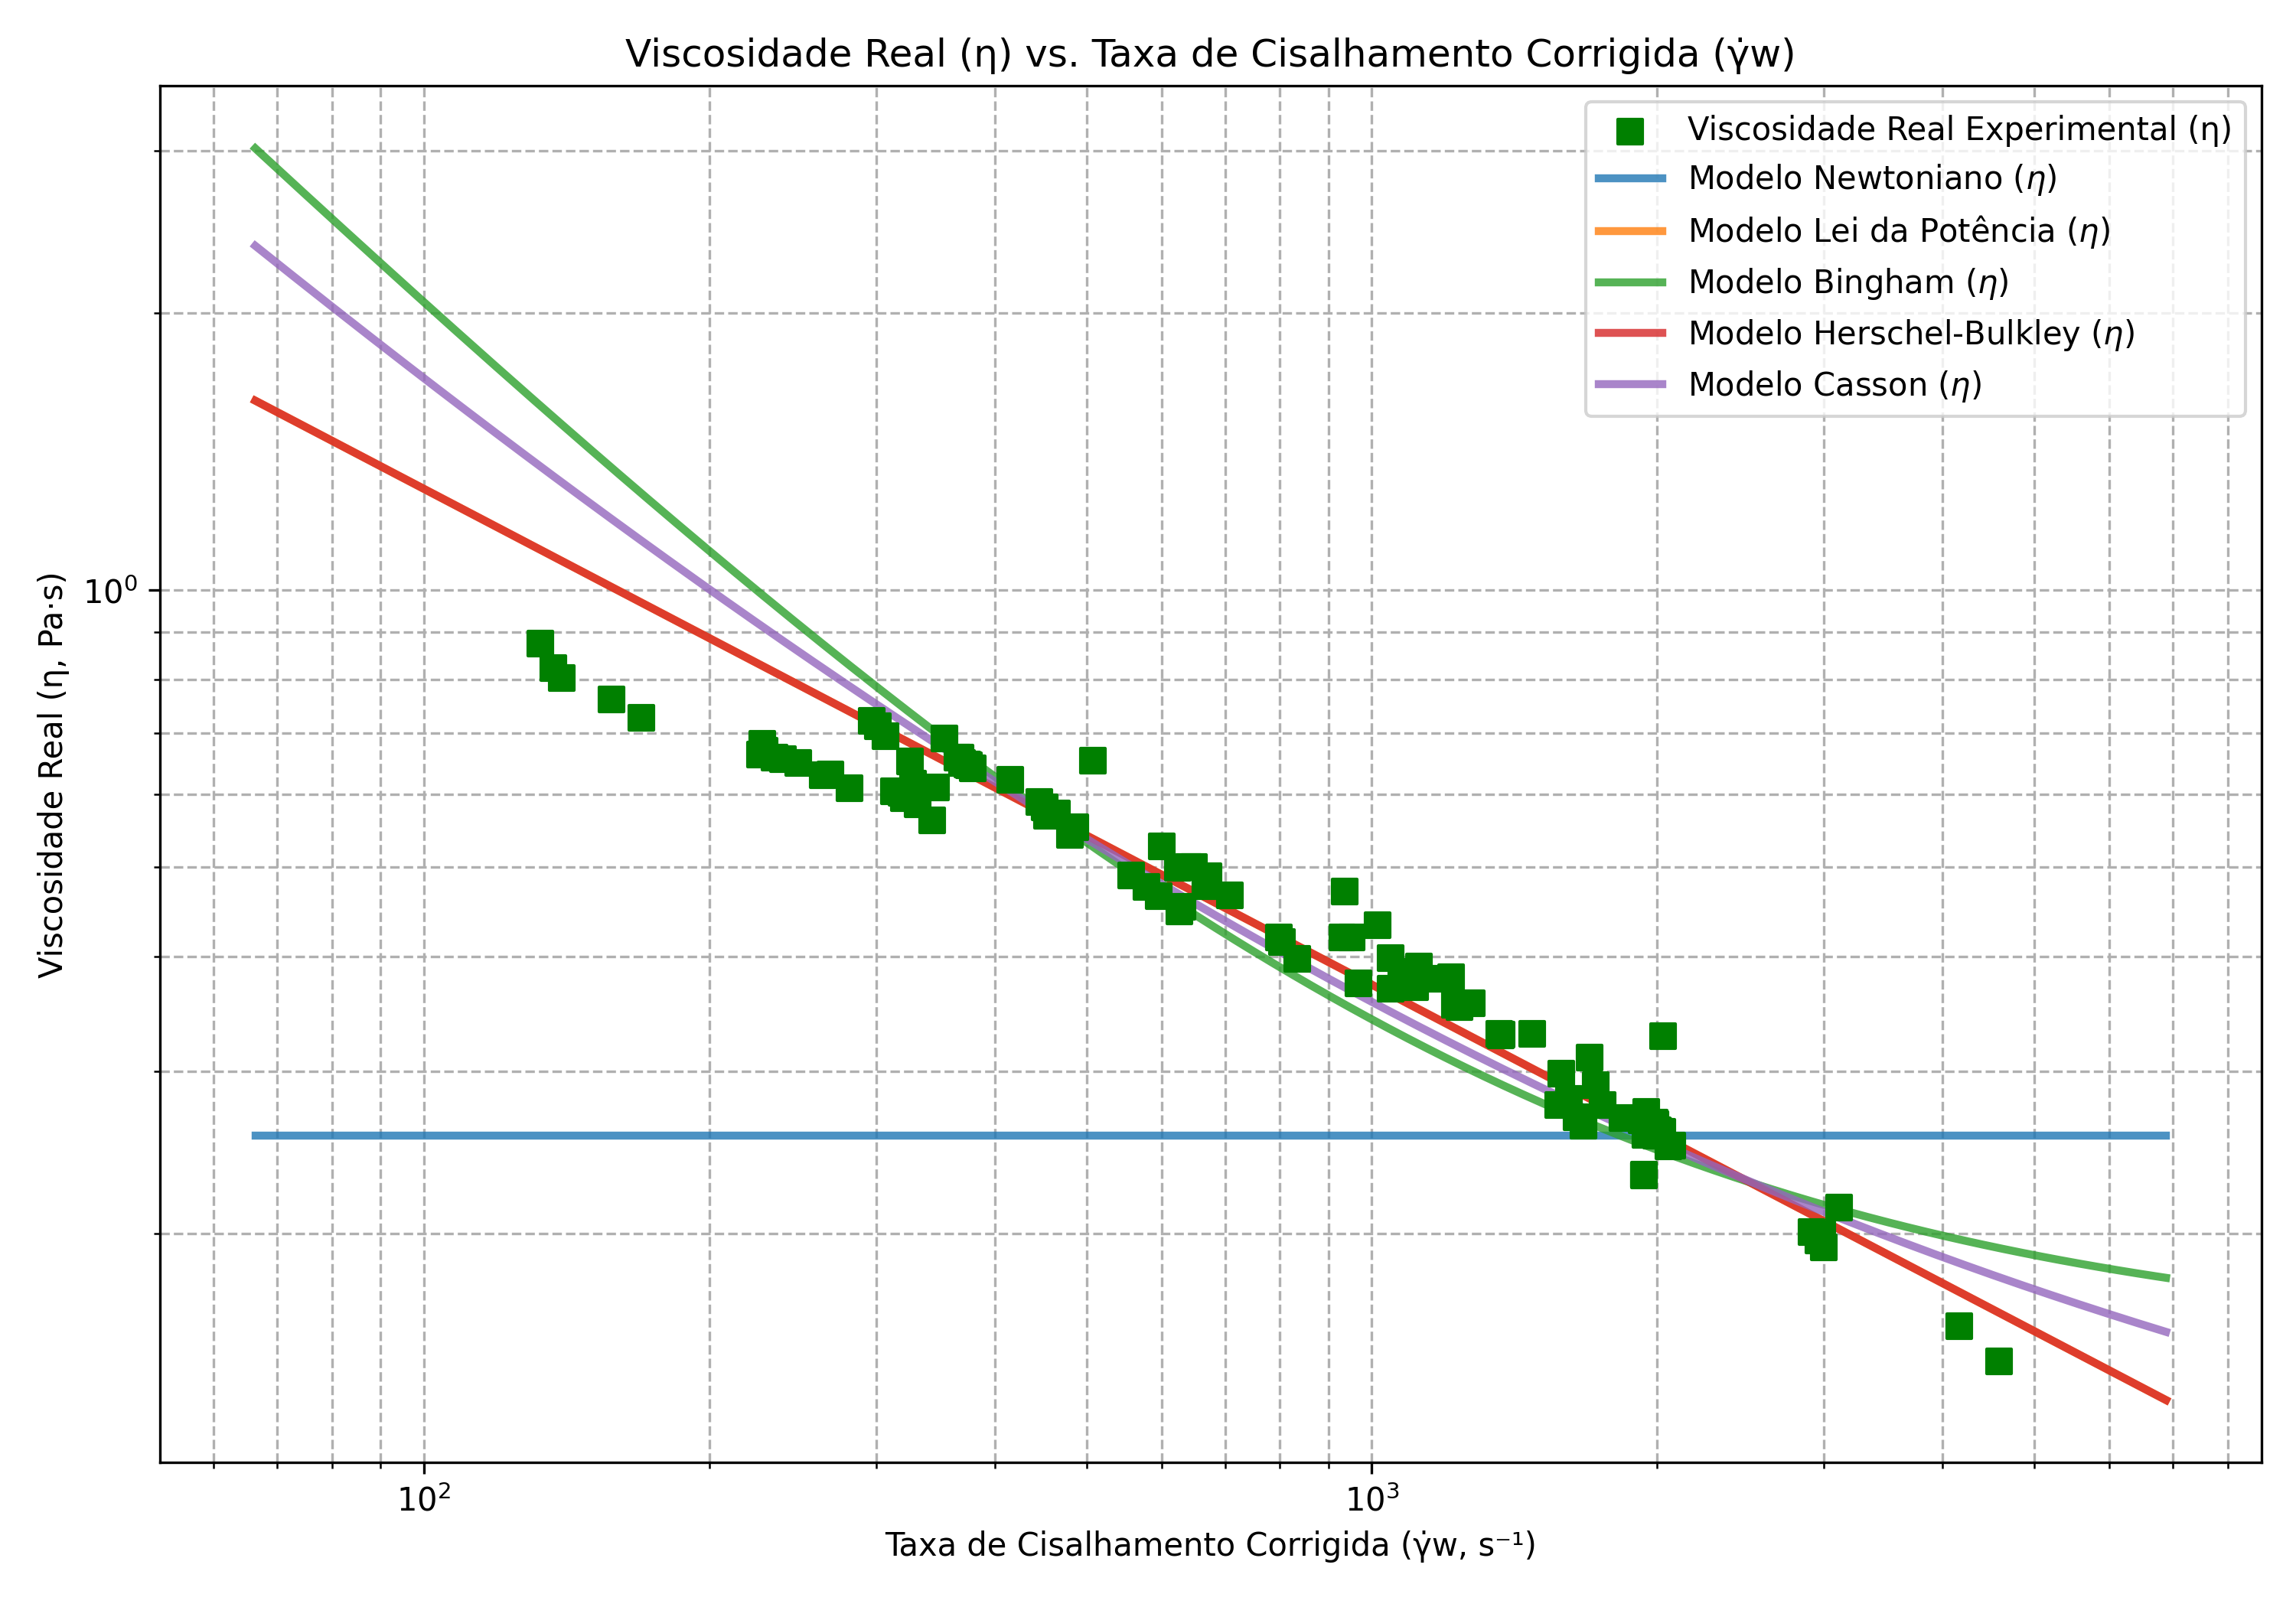 Viscosidade Real (η) vs. Taxa de Cisalhamento Corrigida (γ̇w)
Viscosidade Real Experimental (η)
Modelo Newtoniano (η)
Modelo Lei da Potência (η)
Modelo Bingham (η)
Modelo Herschel-Bulkley (η)
Modelo Casson (η)
Viscosidade Real (η, Pa·s)
10⁰
10² 10³
Taxa de Cisalhamento Corrigida (γ̇w, s⁻¹)